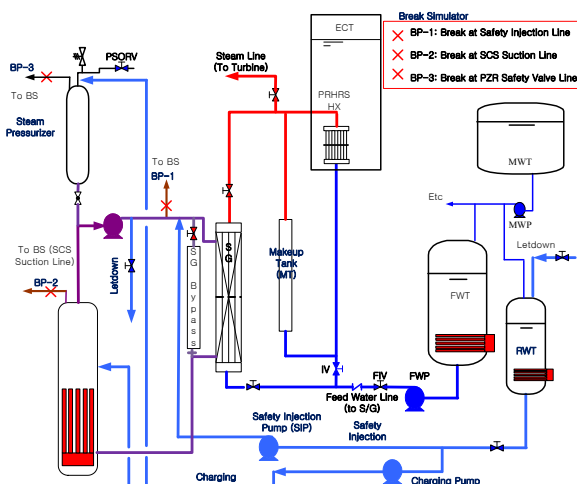 Break Simulator
BP-1: Break at Safety Injection Line
BP-2: Break at SCS Suction Line
BP-3: Break at PZR Safety Valve Line
ECT
Steam Line
(To Turbine)
PSORV
BP-3
To BS
Steam
Pressurizer
PRHRS
HX
MWT
To BS
BP-1
Etc
MWP
Letdown
To BS (SCS
Suction Line)
BP-2
Letdown
SG Bypass
SG
Makeup
Tank
(MT)
FWT
RWT
IV
FIV
FWP
Feed Water Line
(to S/G)
Safety Injection
Pump (SIP)
Safety
Injection
Charging
Charging Pump